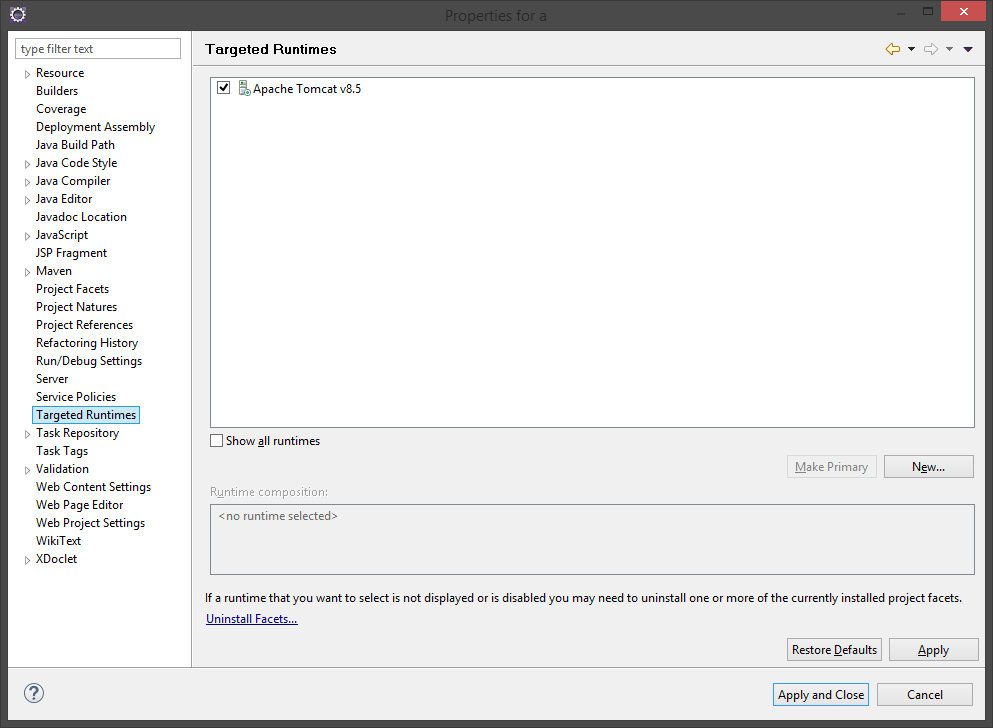 Properties for a
type filter text
Targeted Runtimes
Resource
Builders
Coverage
Deployment Assembly
Java Build Path
Java Code Style
Java Compiler
Java Editor
Javadoc Location
JavaScript
JSP Fragment
Maven
Project Facets
Project Natures
Project References
Refactoring History
Run/Debug Settings
Server
Service Policies
Targeted Runtimes
Task Repository
Task Tags
Validation
Web Content Settings
Web Page Editor
Web Project Settings
WikiText
XDoclet
Apache Tomcat v8.5
Show all runtimes
Make Primary
New...
Runtime composition:
<no runtime selected>
If a runtime that you want to select is not displayed or is disabled you may need to uninstall one or more of the currently installed project facets.
Uninstall Facets...
Restore Defaults
Apply
?
Apply and Close
Cancel